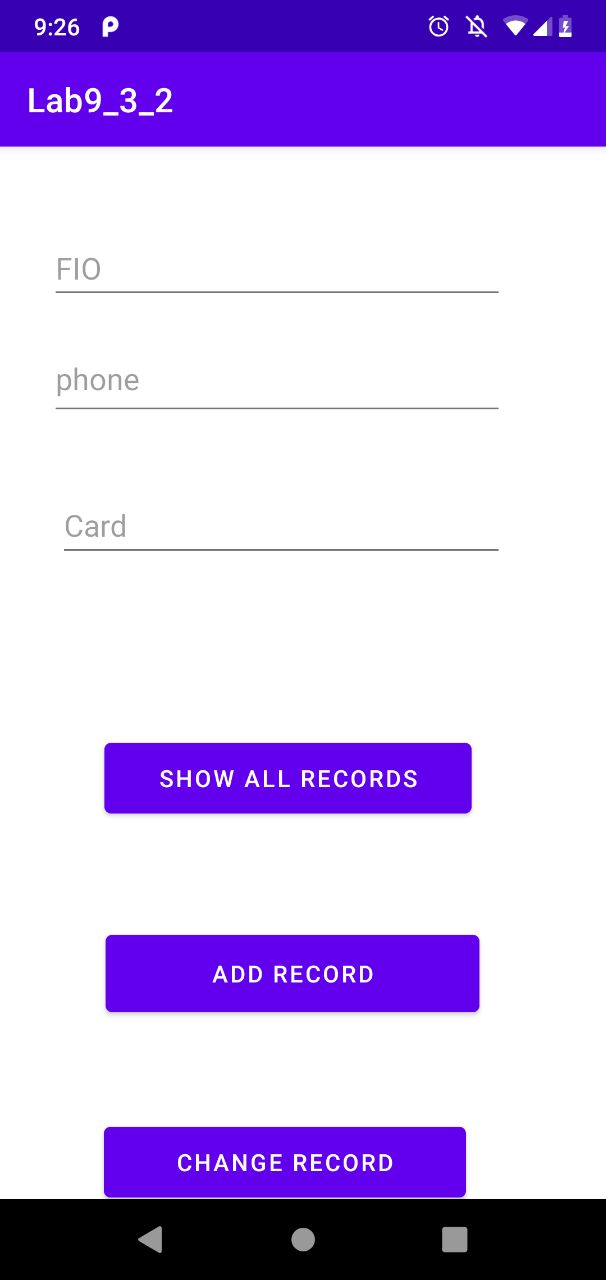 9:26
Lab9_3_2
FIO
phone
Card
SHOW ALL RECORDS
ADD RECORD
CHANGE RECORD